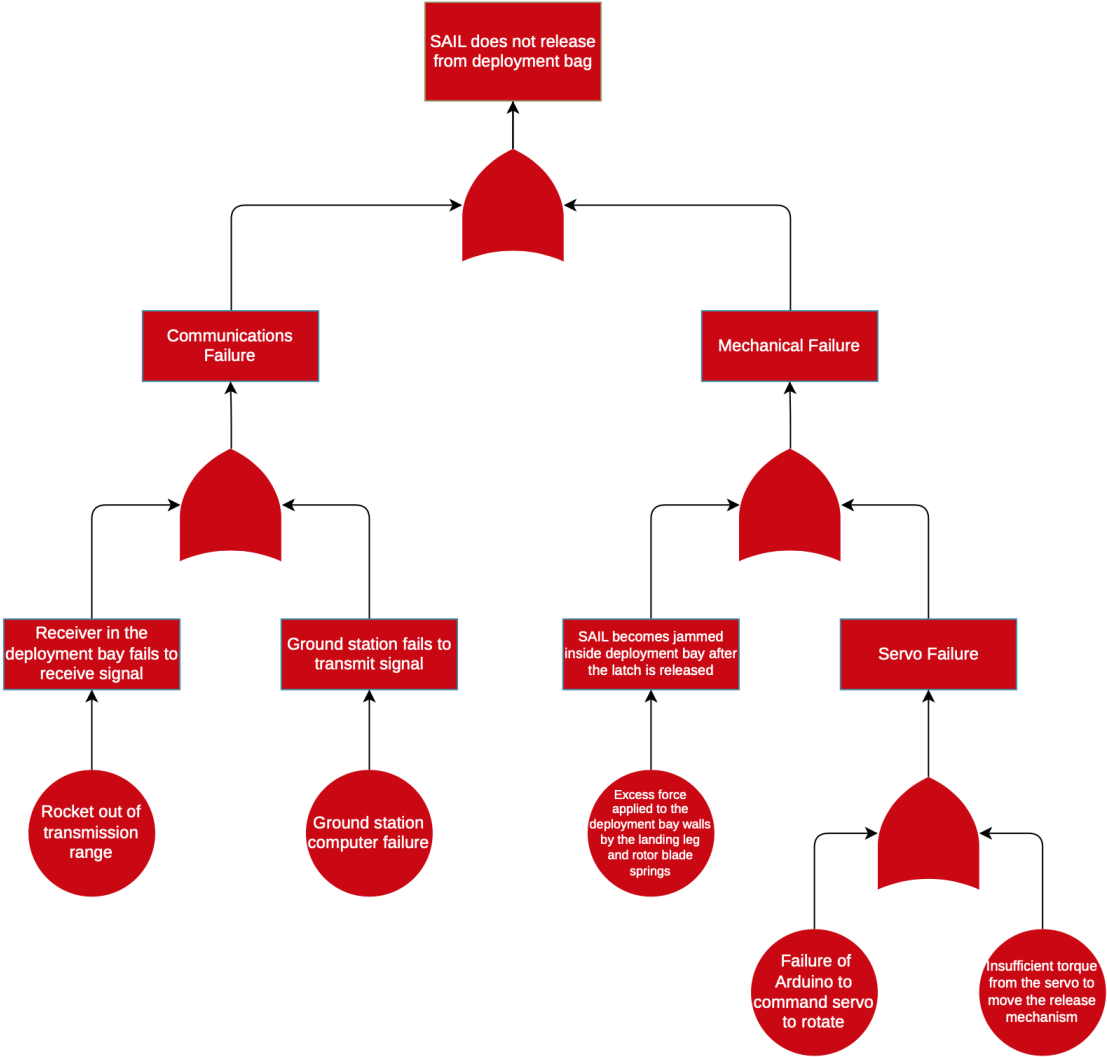 SAIL does not release
from deployment bag
Communications
Failure
Mechanical Failure
Receiver in the
deployment bay fails to
receive signal
Ground station fails to
transmit signal
SAIL becomes jammed
inside deployment bay after
the latch is released
Servo Failure
Rocket out of
transmission
range
Ground station
computer failure
Excess force
applied to the
deployment bay walls
by the landing leg
and rotor blade
springs
Failure of
Arduino to
command servo
to rotate
Insufficient torque
from the servo to
move the release
mechanism